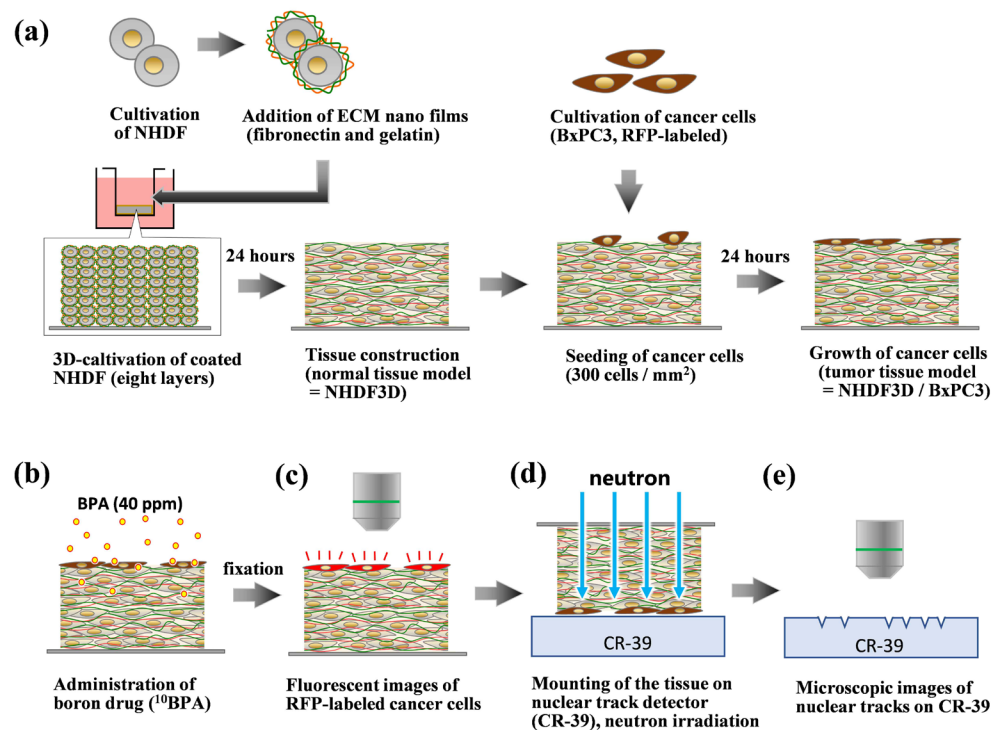 (a)
Cultivation
of NHDF
Addition of ECM nano films
(fibronectin and gelatin)
Cultivation of cancer cells
(BxPC3, RFP-labeled)
24 hours
24 hours
3D-caltivation of coated
NHDF (eight layers)
Tissue construction
(normal tissue model
= NHDF3D)
Seeding of cancer cells
(300 cells / mm²)
Growth of cancer cells
(tumor tissue model
= NHDF3D / BxPC3)
(b)
BPA (40 ppm)
fixation
Administration of
boron drug (¹⁰BPA)
(c)
Fluorescent images of
RFP-labeled cancer cells
(d)
neutron
CR-39
Mounting of the tissue on
nuclear track detector
(CR-39), neutron irradiation
(e)
CR-39
Microscopic images of
nuclear tracks on CR-39